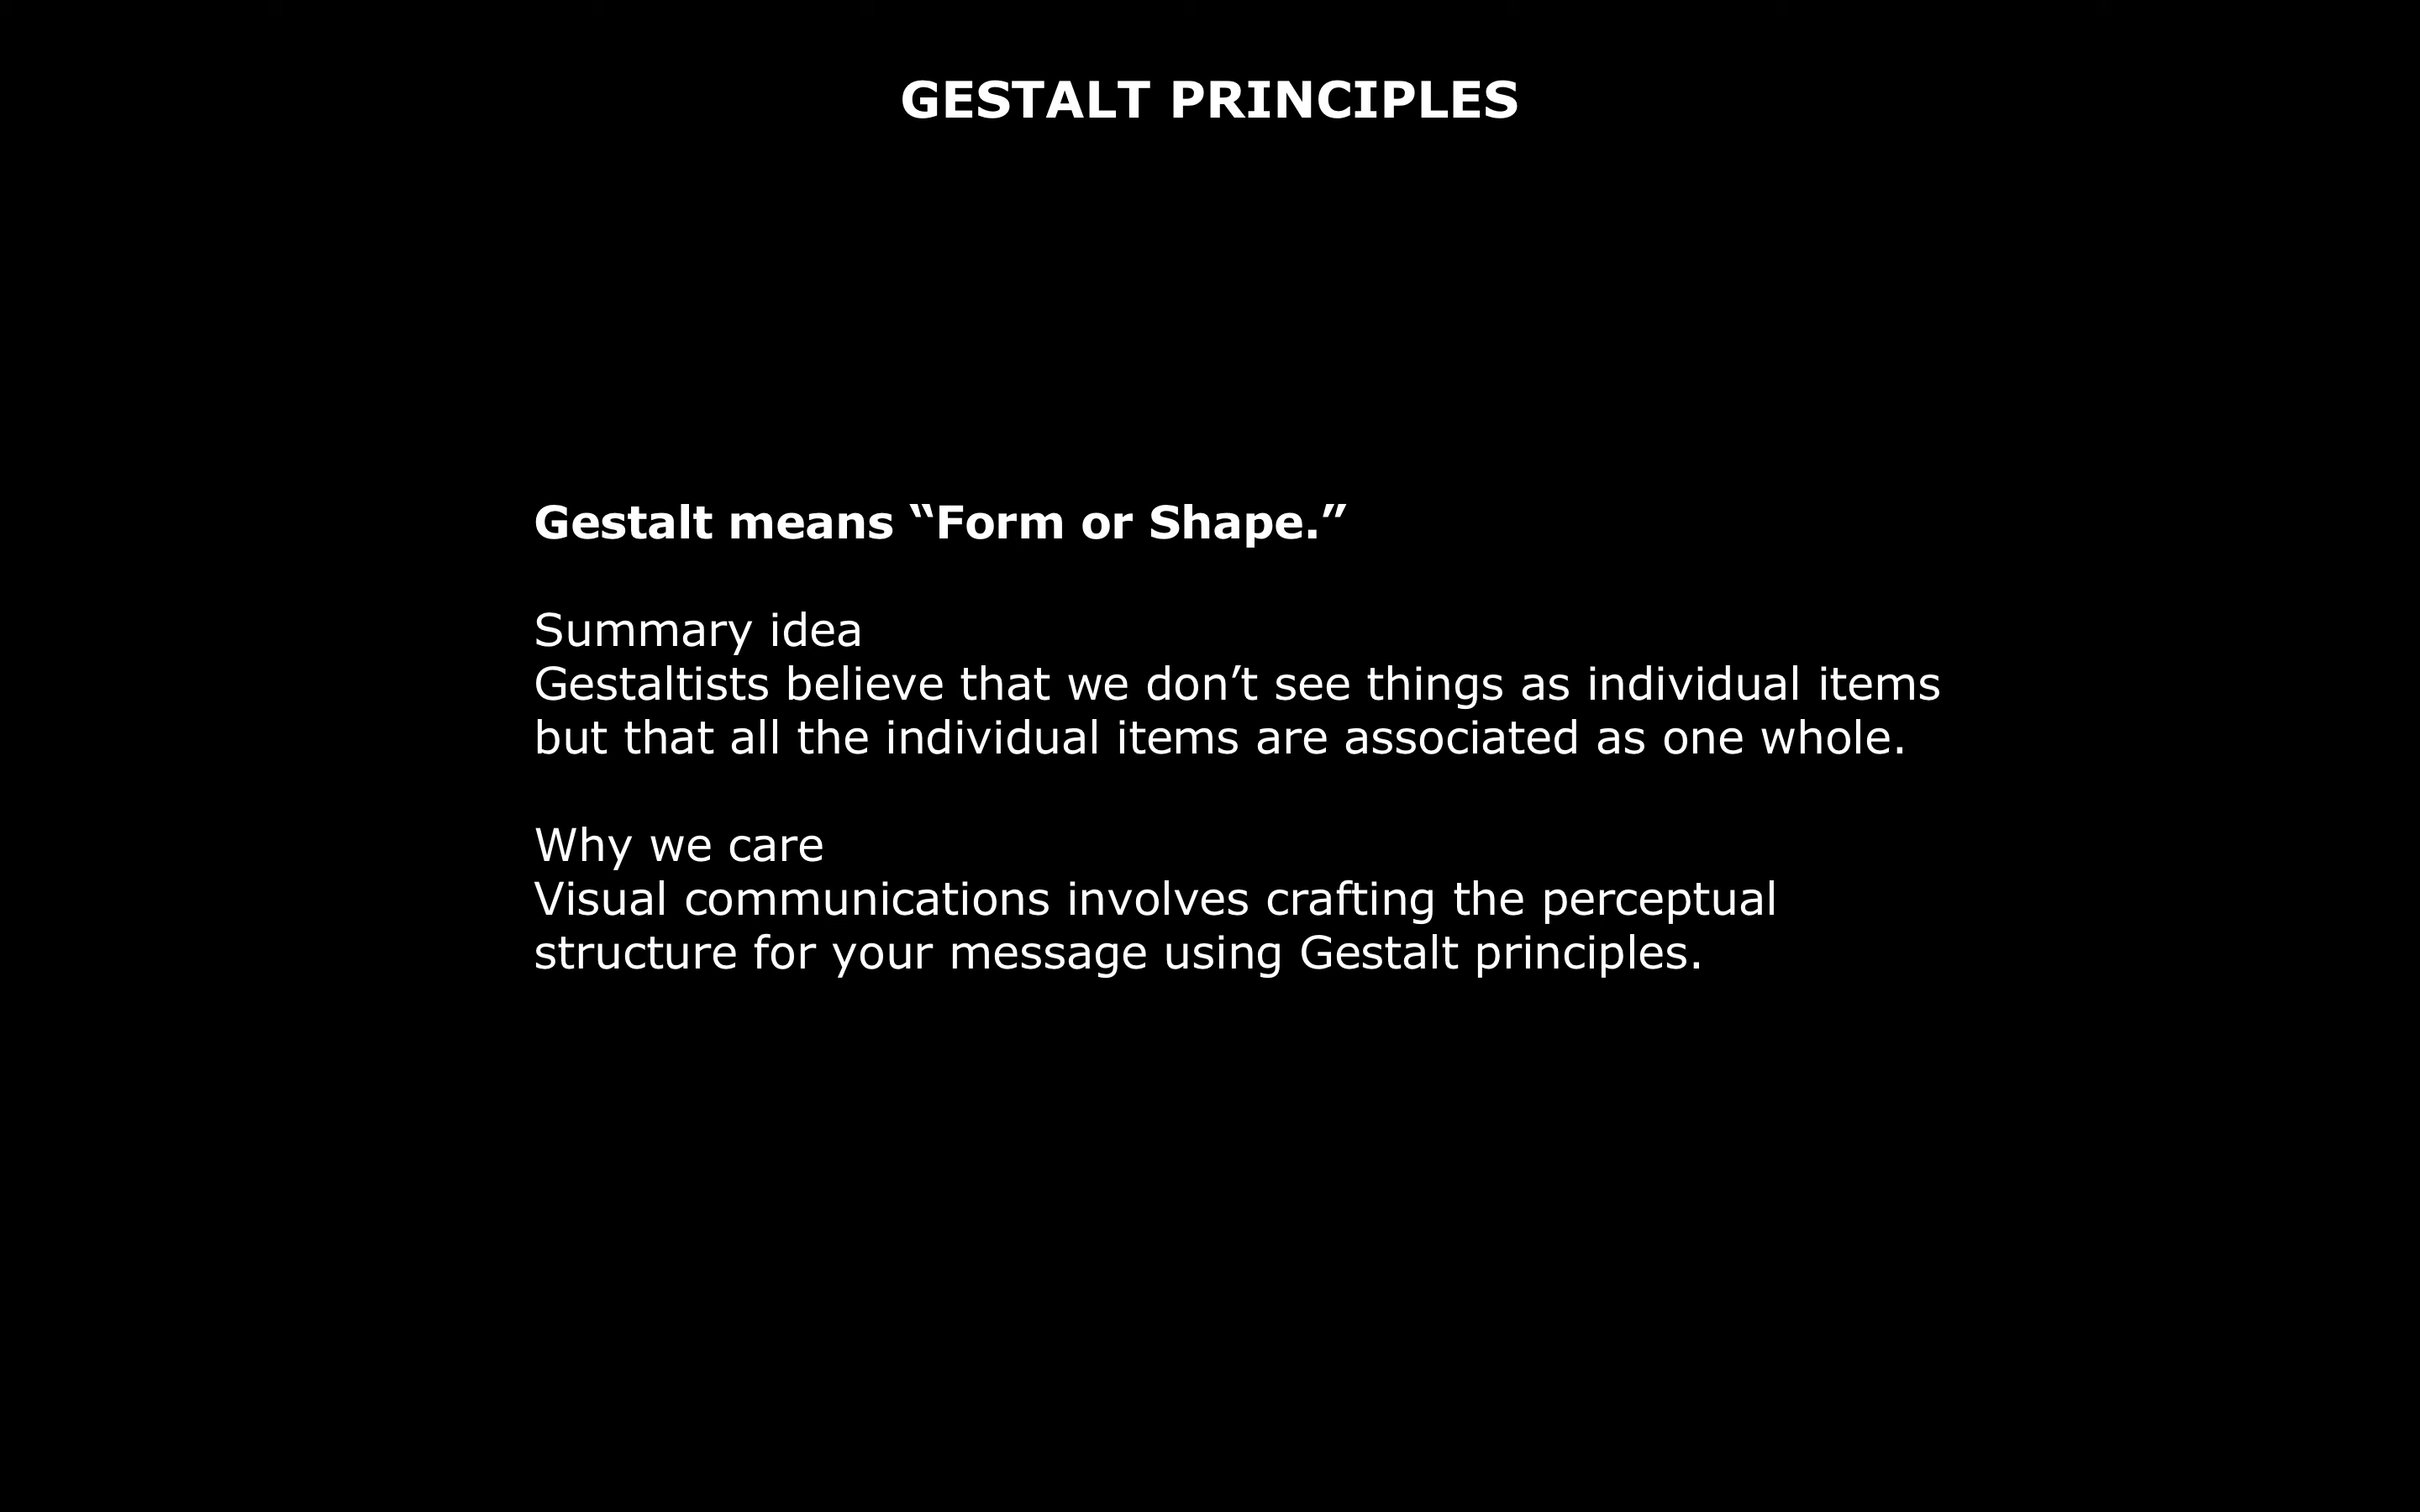 GESTALT PRINCIPLES
Gestalt means “Form or Shape.”
Summary idea
Gestaltists believe that we don’t see things as individual items
but that all the individual items are associated as one whole.
Why we care
Visual communications involves crafting the perceptual
structure for your message using Gestalt principles.